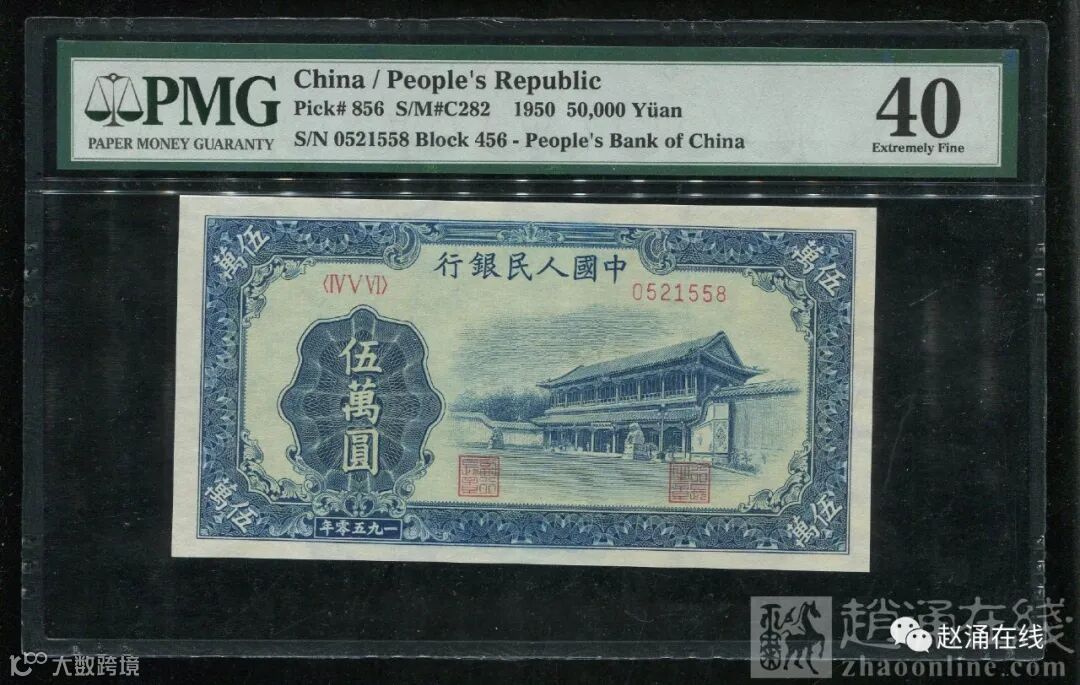 PMG
PAPER MONEY GUARANTY
China / People's Republic
Pick# 856 S/M#C282 1950 50,000 Yüan
S/N 0521558 Block 456 - People's Bank of China
40
Extremely Fine
伍萬
伍萬
行銀民人國中
〈IV V VI〉
0521558
伍萬圓
伍萬
伍萬
年零五九一
趙涌在线
赵涌在线
zhaoonline.com
大数跨境